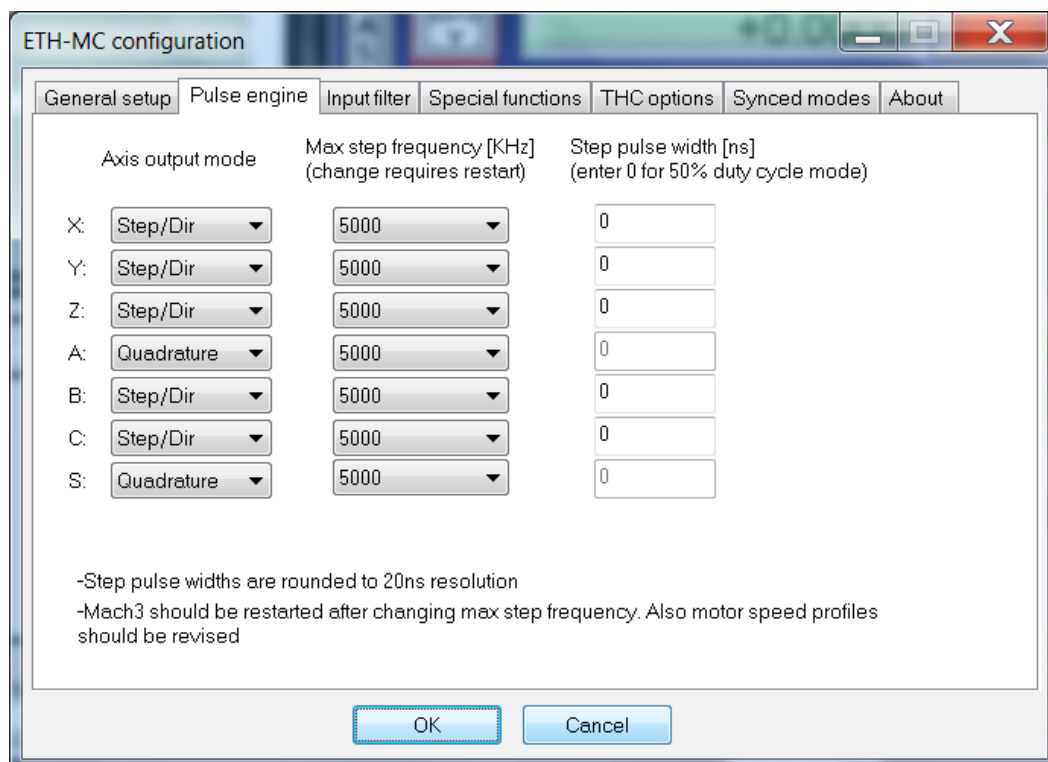 ETH-MC configuration
General setup Pulse engine Input filter Special functions THC options Synced modes About
Axis output mode
Max step frequency [KHz]
(change requires restart)
Step pulse width [ns]
(enter 0 for 50% duty cycle mode)
X: Step/Dir 5000 0
Y: Step/Dir 5000 0
Z: Step/Dir 5000 0
A: Quadrature 5000 0
B: Step/Dir 5000 0
C: Step/Dir 5000 0
S: Quadrature 5000 0
-Step pulse widths are rounded to 20ns resolution
-Mach3 should be restarted after changing max step frequency. Also motor speed profiles
should be revised
OK Cancel